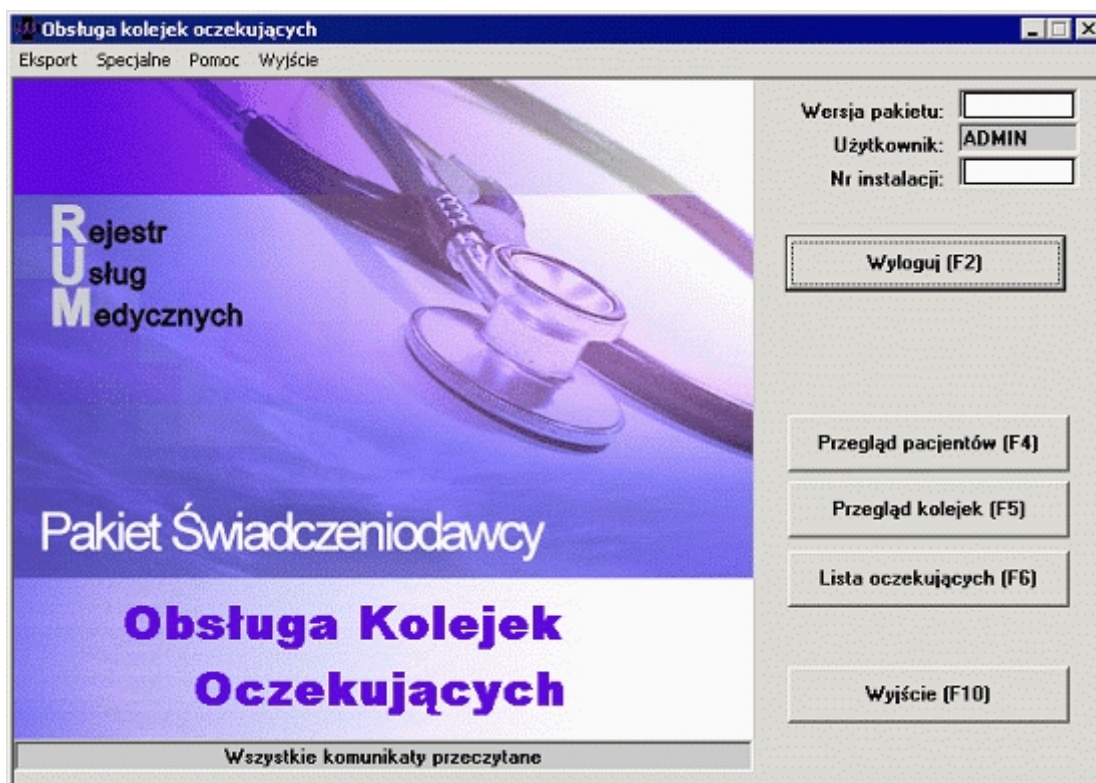 Obsługa kolejek oczekujących
Eksport Specjalne Pomoc Wyjście
Wersja pakietu:
Użytkownik: ADMIN
Nr instalacji:
Rejestr
Usług
Medycznych
Wyloguj (F2)
Przegląd pacjentów (F4)
Przegląd kolejek (F5)
Lista oczekujących (F6)
Pakiet Świadczeniodawcy
Obsługa Kolejek
Oczekujących
Wyjście (F10)
Wszystkie komunikaty przeczytane